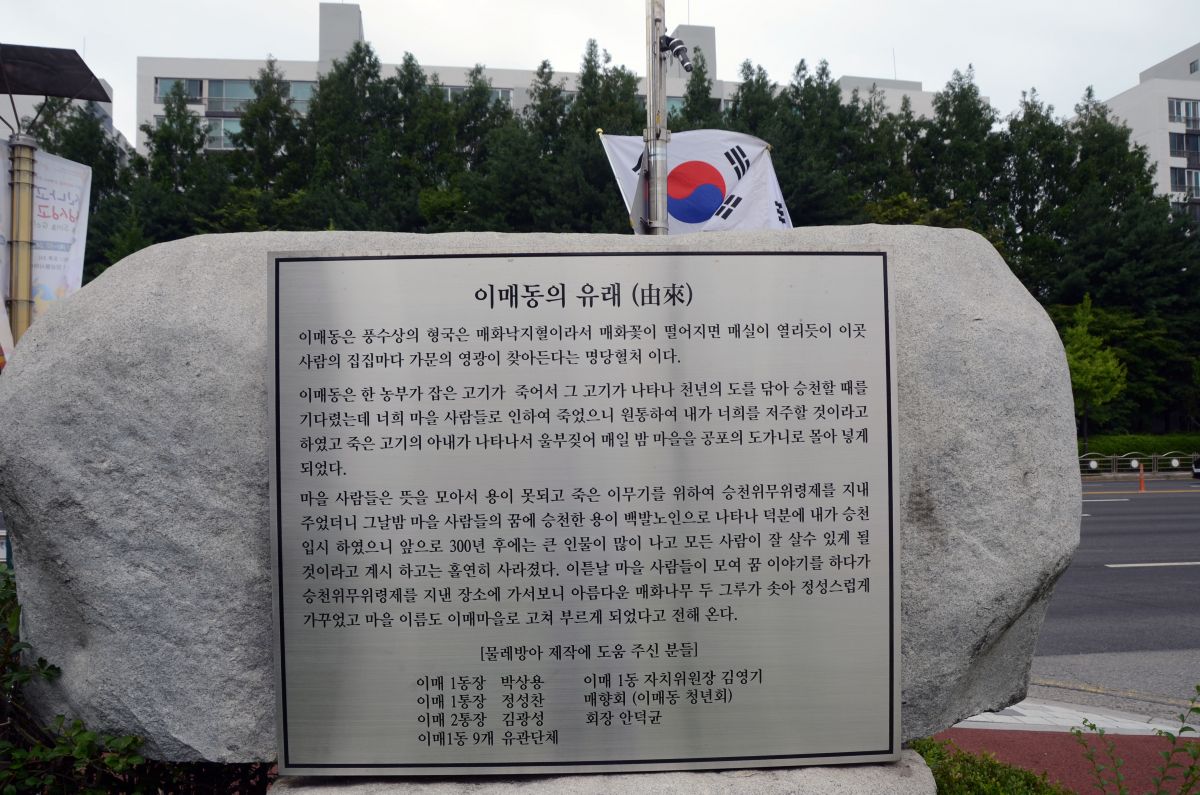 이매동의 유래 (由來)
이매동은 풍수상의 형국은 매화낙지혈이라서 매화꽃이 떨어지면 매실이 열리듯이 이곳
사람의 집집마다 가문의 영광이 찾아든다는 명당혈처 이다.
이매동은 한 농부가 잡은 고기가 죽어서 그 고기가 나타나 천년의 도를 닦아 승천할 때를
기다렸는데 너희 마을 사람들로 인하여 죽었으니 원통하여 내가 너희를 저주할 것이라고
하였고 죽은 고기의 아내가 나타나서 울부짖어 매일 밤 마을을 공포의 도가니로 몰아 넣게
되었다.
마을 사람들은 뜻을 모아서 용이 못되고 죽은 이무기를 위하여 승천위무위령제를 지내
주었더니 그날밤 마을 사람들의 꿈에 승천한 용이 백발노인으로 나타나 덕분에 내가 승천
입시 하였으니 앞으로 300년 후에는 큰 인물이 많이 나고 모든 사람이 잘 살수 있게 될
것이라고 계시 하고는 홀연히 사라졌다. 이튿날 마을 사람들이 모여 꿈 이야기를 하다가
승천위무위령제를 지낸 장소에 가서보니 아름다운 매화나무 두 그루가 솟아 정성스럽게
가꾸었고 마을 이름도 이매마을로 고쳐 부르게 되었다고 전해 온다.
[물레방아 제작에 도움 주신 분들]
이매 1동장 박상용 이매 1동 자치위원장 김영기
이매 1통장 정성찬 매향회 (이매동 청년회)
이매 2통장 김광성 회장 안덕균
이매1동 9개 유관단체